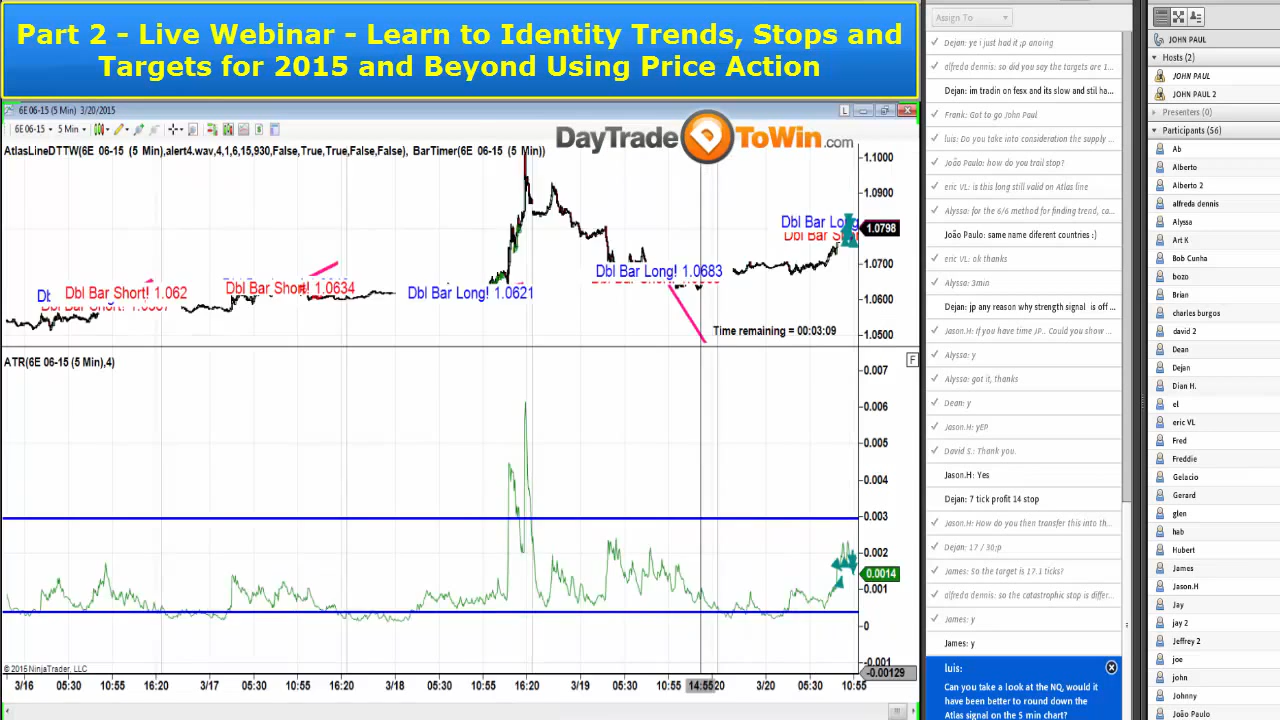 Part 2 - Live Webinar - Learn to Identity Trends, Stops and
Targets for 2015 and Beyond Using Price Action
6E 06-15 (5 Min) 3/20/2015
6E 06-15
5 Min
L
DayTradeToWin.com
AtlasLineDTTW(6E 06-15 (5 Min),alert4.wav,4,1,6,15,930,False,True,True,False,False), BarTimer(6E 06-15 (5 Min))
1.1000
1.0900
1.0798
1.0700
1.0600
1.0500
Dbl Bar Short! 1.062
Dbl Bar Short! 1.0634
Dbl Bar Long! 1.0621
Dbl Bar Long! 1.0683
Dbl Bar Long
Dbl Bar
Time remaining = 00:03:09
ATR(6E 06-15 (5 Min),4)
F
0.007
0.006
0.005
0.004
0.003
0.002
0.0014
0.001
0
-0.001
-0.00129
© 2015 NinjaTrader, LLC
3/16 05:30 10:55 16:20 3/17 05:30 10:55 16:20 3/18 05:30 10:55 16:20 3/19 05:30 10:55 14:55 20 3/20 05:30 10:55
Assign To
Dejan: ye i just had it ;p anoing
alfreda dennis: so did you say the targets are 1...
Dejan: im tradin on fesx and its slow and stil ha...
Frank: Got to go John Paul
luis: Do you take into consideration the supply ...
João Paulo: how do you trail stop?
eric VL: is this long still valid on Atlas line
Alyssa: for the 6/6 method for finding trend, ca...
João Paulo: same name diferent countries :)
eric VL: ok thanks
Alyssa: 3min
Dejan: jp any reason why strength signal is off ...
Jason.H: If you have time JP.. Could you show ...
Alyssa: y
Alyssa: got it, thanks
Dean: y
Jason.H: yEP
David S.: Thank you.
Jason.H: Yes
Dejan: 7 tick profit 14 stop
Jason.H: How do you then transfer this into th...
Dejan: 17 / 30;p
James: So the target is 17.1 ticks?
alfreda dennis: so the catastrophic stop is differ...
James: y
James: y
luis:
Can you take a look at the NQ, would it
have been better to round down the
Atlas signal on the 5 min chart?
JOHN PAUL
Hosts (2)
JOHN PAUL
JOHN PAUL 2
Presenters (0)
Participants (56)
Ab
Alberto
Alberto 2
alfreda dennis
Alyssa
Art K
Bob Cunha
bozo
Brian
charles burgos
david 2
Dean
Dejan
Dian H.
el
eric VL
Fred
Freddie
Gelacio
Gerard
glen
hab
Hubert
James
Jason.H
Jay
jay 2
Jeffrey 2
joe
john
Johnny
João Paulo